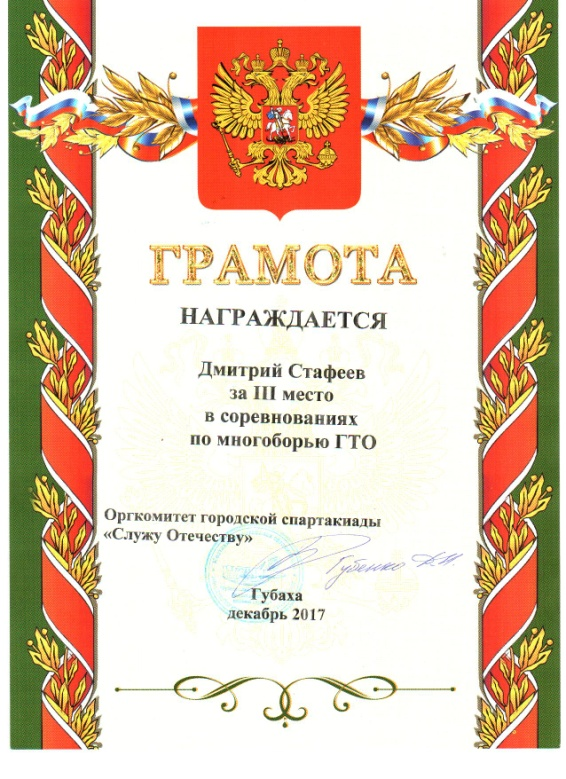 ГРАМОТА
НАГРАЖДАЕТСЯ
Дмитрий Стафеев
за III место
в соревнованиях
по многоборью ГТО
Оргкомитет городской спартакиады
«Служу Отечеству»
Губенко
Губаха
декабрь 2017